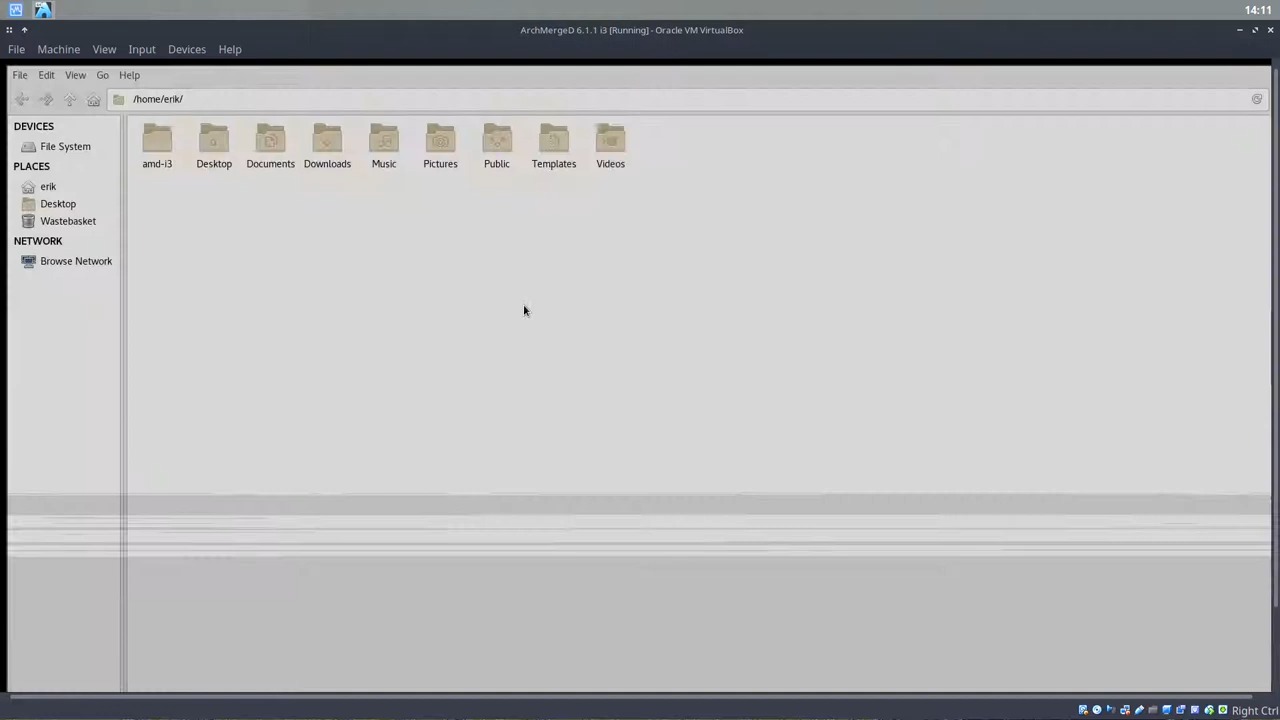 14:11
ArchMergeD 6.1.1 i3 [Running] - Oracle VM VirtualBox
File Machine View Input Devices Help
File Edit View Go Help
/home/erik/
DEVICES
File System
PLACES
erik
Desktop
Wastebasket
NETWORK
Browse Network
amd-i3 Desktop Documents Downloads Music Pictures Public Templates Videos
Right Ctrl